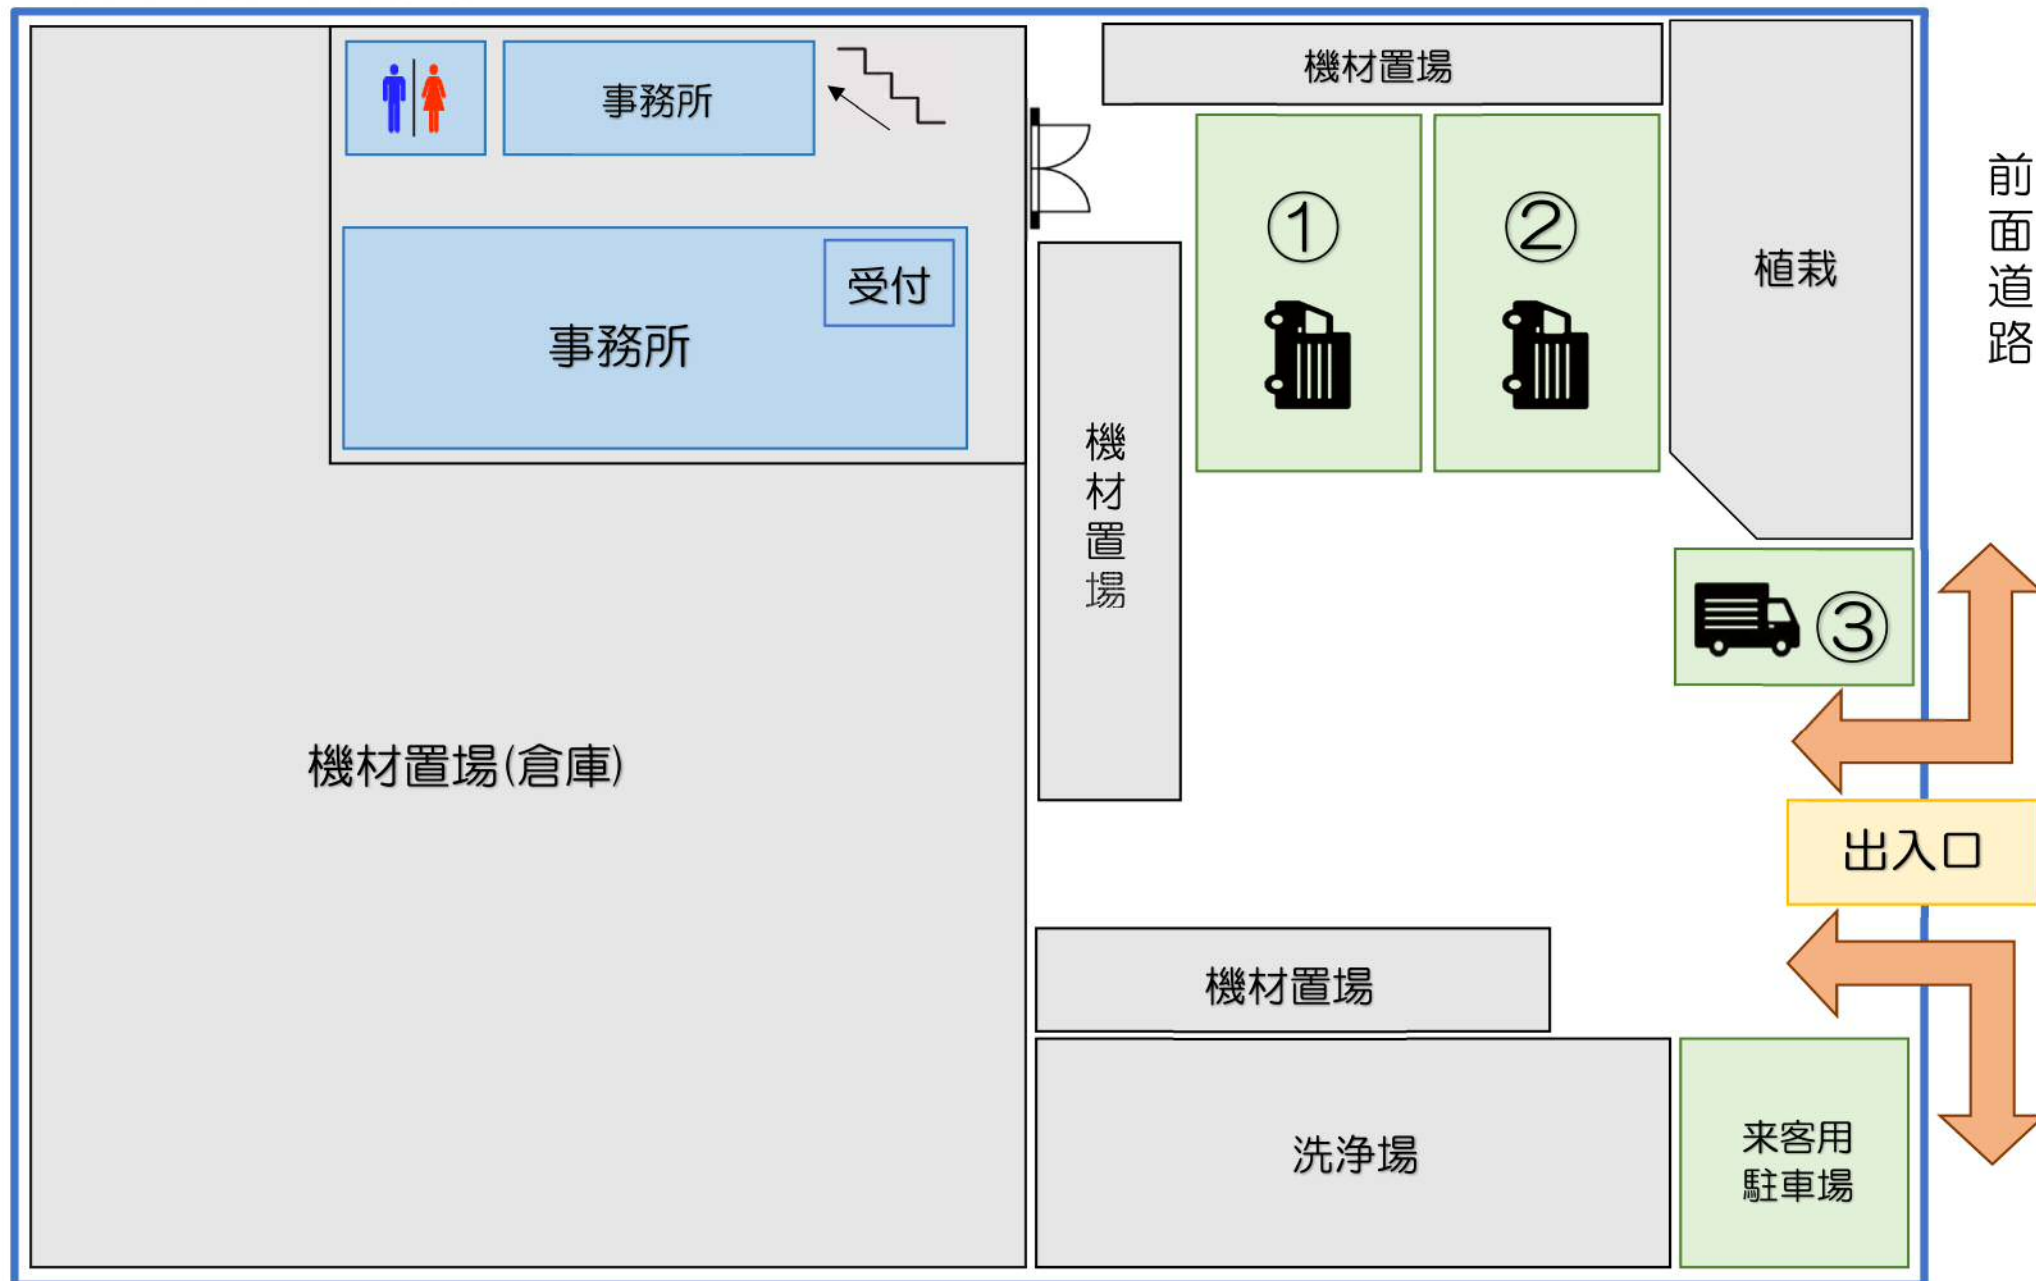 事務所
受付
事務所
機材置場(倉庫)
機材置場
①
②
植栽
前面道路
機材置場
③
出入口
機材置場
洗浄場
来客用
駐車場